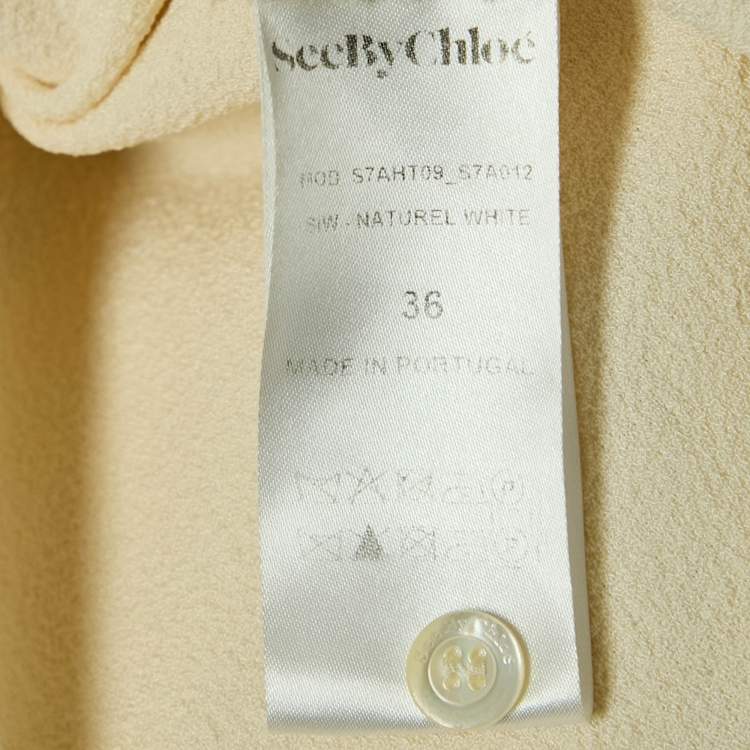 SeeByChloé
MOD S7AHT09_S7A012
SIW - NATUREL WHITE
36
MADE IN PORTUGAL